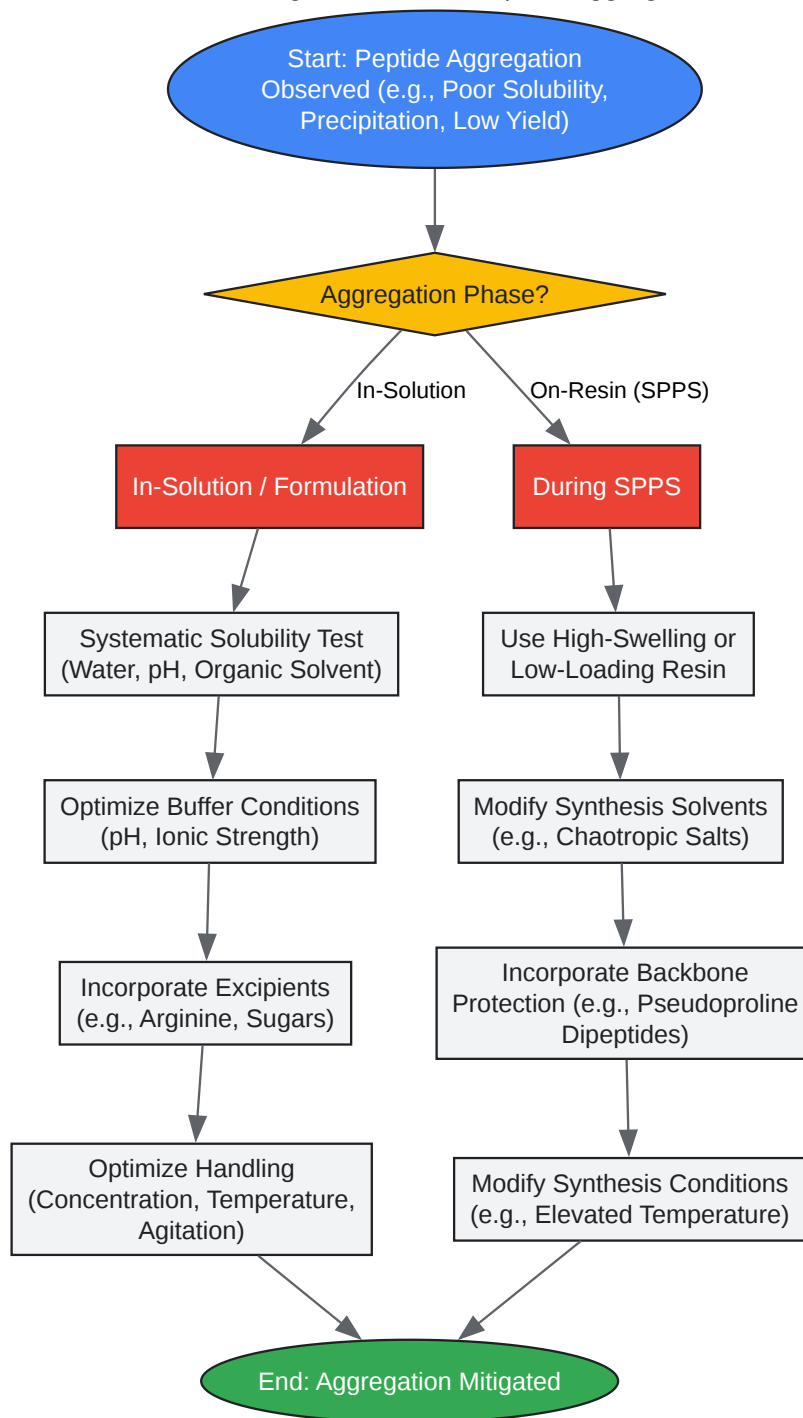 Start: Peptide Aggregation
Observed (e.g., Poor Solubility,
Precipitation, Low Yield)
Aggregation Phase?
In-Solution
On-Resin (SPPS)
In-Solution / Formulation
During SPPS
Systematic Solubility Test
(Water, pH, Organic Solvent)
Use High-Swelling or
Low-Loading Resin
Optimize Buffer Conditions
(pH, Ionic Strength)
Modify Synthesis Solvents
(e.g., Chaotropic Salts)
Incorporate Excipients
(e.g., Arginine, Sugars)
Incorporate Backbone
Protection (e.g., Pseudoproline
Dipeptides)
Optimize Handling
(Concentration, Temperature,
Agitation)
Modify Synthesis Conditions
(e.g., Elevated Temperature)
End: Aggregation Mitigated